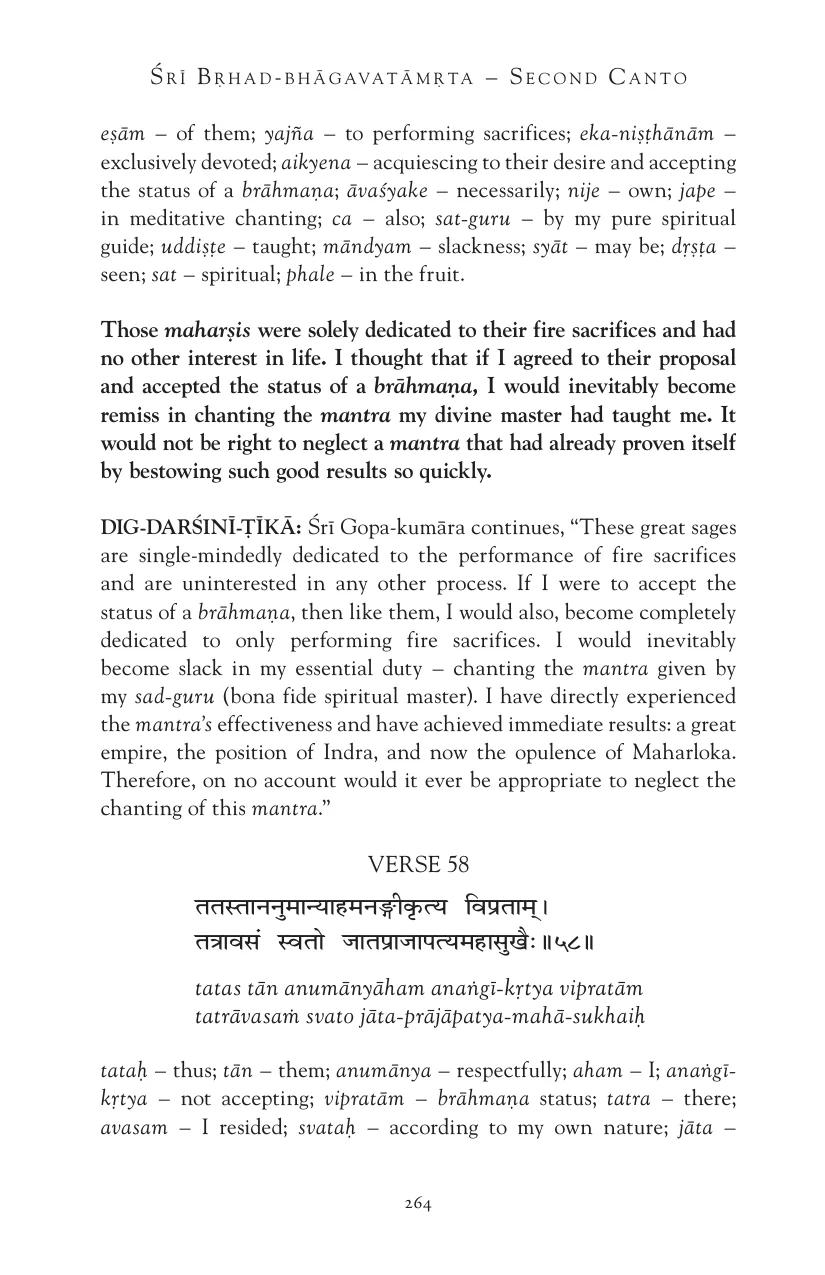 Śrī Bṛhad-bhāgavatāmṛta – Second Canto
eṣām – of them; yajña – to performing sacrifices; eka-niṣṭhānām –
exclusively devoted; aikyena – acquiescing to their desire and accepting
the status of a brāhmaṇa; āvaśyake – necessarily; nije – own; jape –
in meditative chanting; ca – also; sat-guru – by my pure spiritual
guide; uddiṣṭe – taught; māndyam – slackness; syāt – may be; dṛṣṭa –
seen; sat – spiritual; phale – in the fruit.
Those maharṣis were solely dedicated to their fire sacrifices and had
no other interest in life. I thought that if I agreed to their proposal
and accepted the status of a brāhmaṇa, I would inevitably become
remiss in chanting the mantra my divine master had taught me. It
would not be right to neglect a mantra that had already proven itself
by bestowing such good results so quickly.
DIG-DARŚINĪ-ṬĪKĀ: Śrī Gopa-kumāra continues, “These great sages
are single-mindedly dedicated to the performance of fire sacrifices
and are uninterested in any other process. If I were to accept the
status of a brāhmaṇa, then like them, I would also, become completely
dedicated to only performing fire sacrifices. I would inevitably
become slack in my essential duty – chanting the mantra given by
my sad-guru (bona fide spiritual master). I have directly experienced
the mantra’s effectiveness and have achieved immediate results: a great
empire, the position of Indra, and now the opulence of Maharloka.
Therefore, on no account would it ever be appropriate to neglect the
chanting of this mantra.”
VERSE 58
ततस्ताननुमान्याहमनङ्गीकृत्य विप्रताम्।
तत्रावसं स्वतो जातप्राजापत्यमहासुखैः॥५८॥
tatas tān anumānyāham anaṅgī-kṛtya vipratām
tatrāvasaṁ svato jāta-prājāpatya-mahā-sukhaiḥ
tataḥ – thus; tān – them; anumānya – respectfully; aham – I; anaṅgī-
kṛtya – not accepting; vipratām – brāhmaṇa status; tatra – there;
avasam – I resided; svataḥ – according to my own nature; jāta –
264